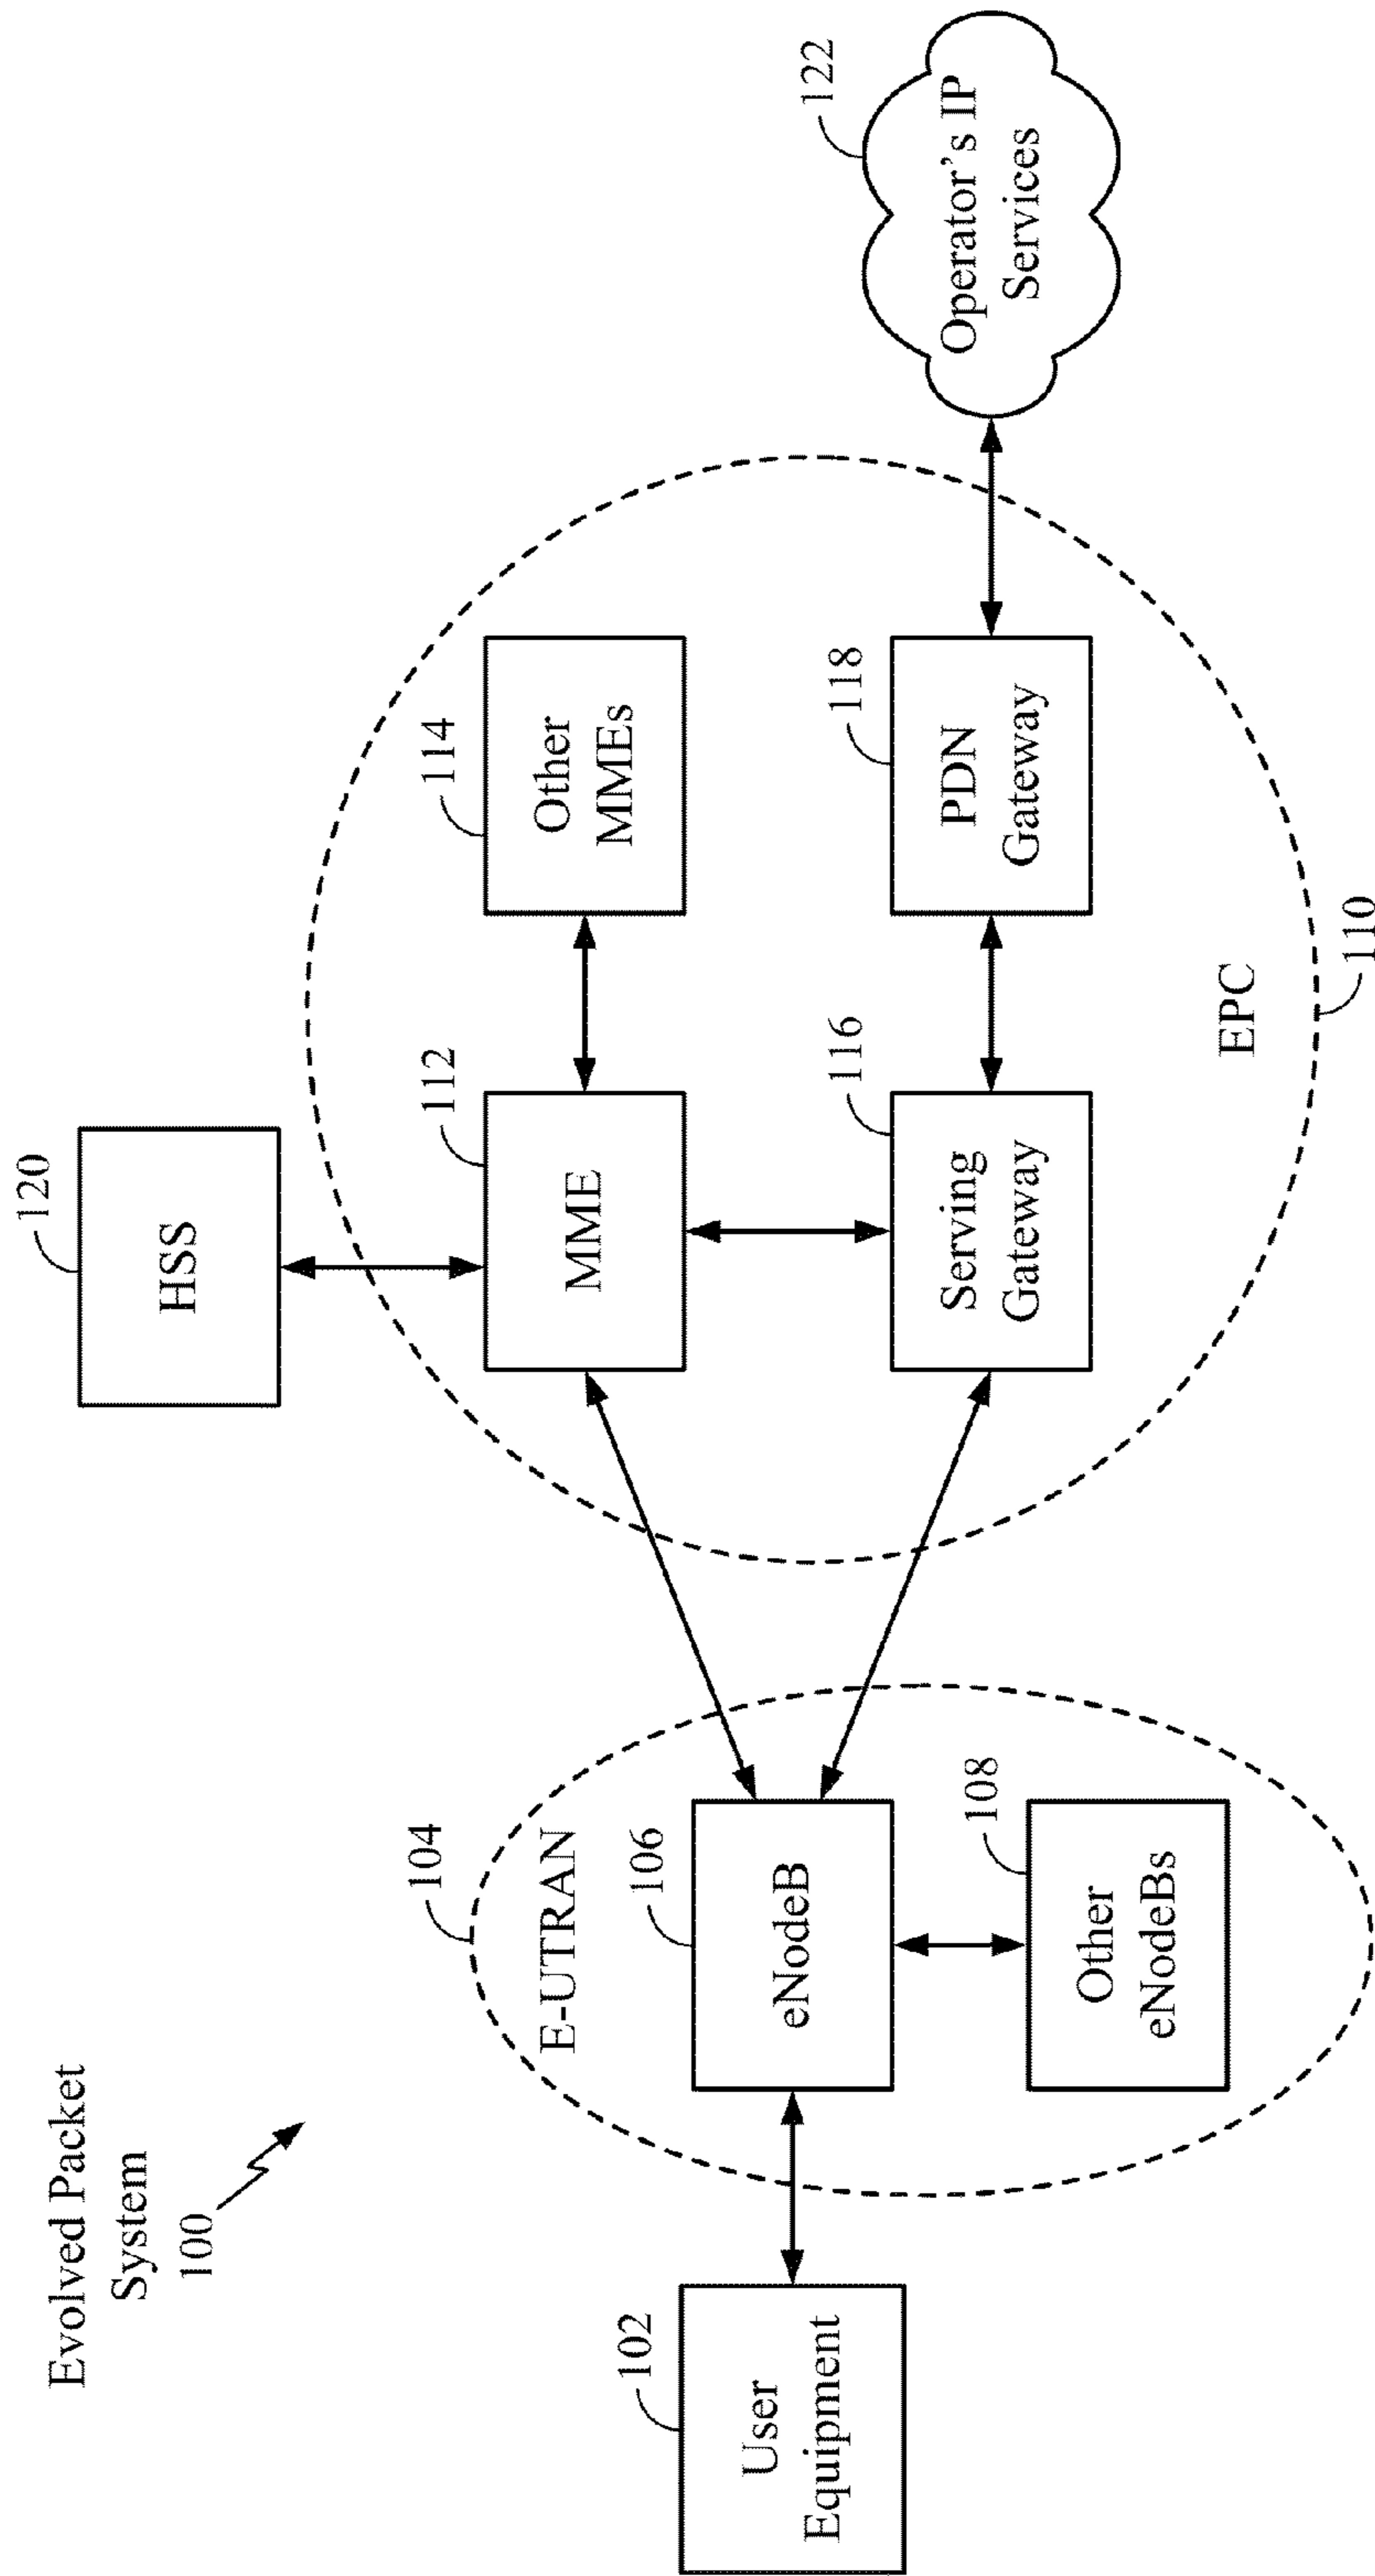 Evolved Packet
System
100
120
HSS
102
User
Equipment
104
E-UTRAN
106
eNodeB
108
Other
eNodeBs
112
MME
114
Other
MMEs
116
Serving
Gateway
118
PDN
Gateway
EPC
110
122
Operator's IP
Services